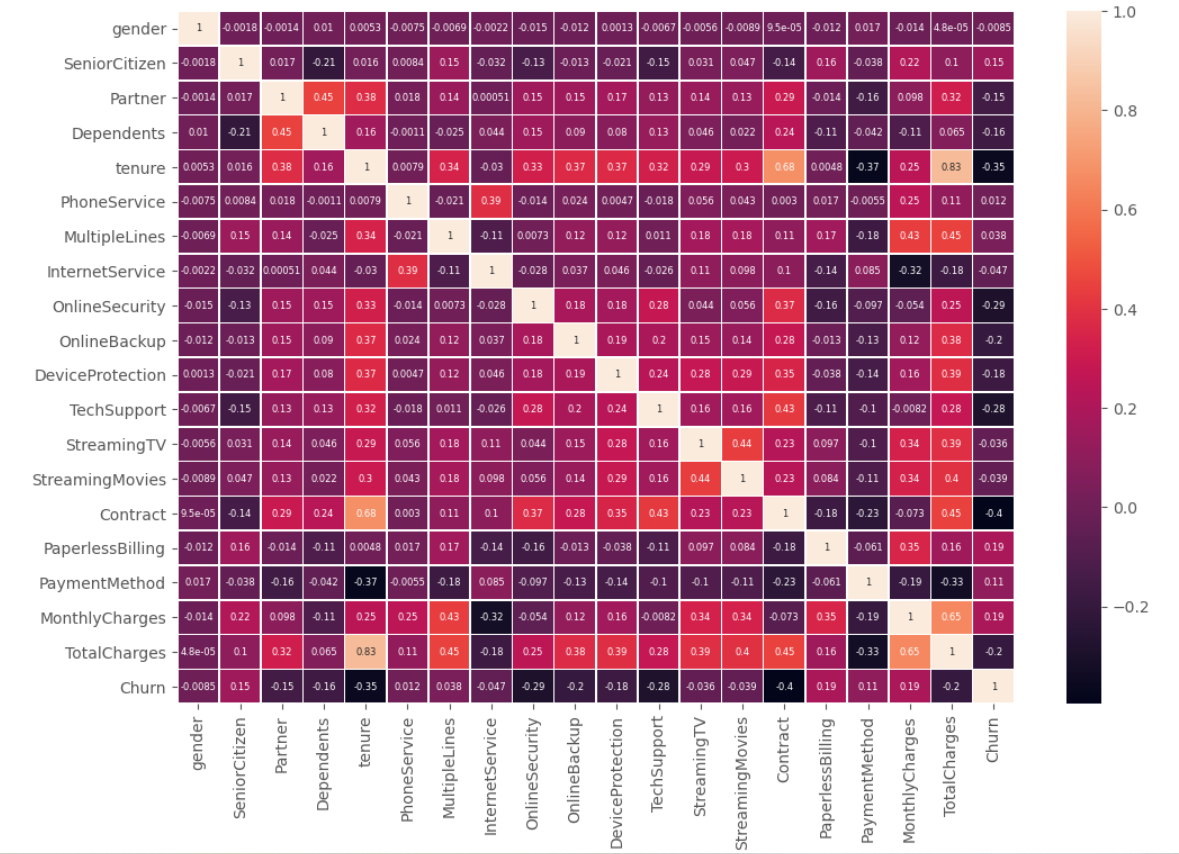 gender 1 -0.0018 -0.0014 0.01 0.0053 -0.0075 -0.0069 -0.0022 -0.015 -0.012 0.0013 -0.0067 -0.0056 -0.0089 9.5e-05 -0.012 0.017 -0.014 4.8e-05 -0.0085
SeniorCitizen -0.0018 1 0.017 -0.21 0.016 0.0084 0.15 -0.032 -0.13 -0.013 -0.021 -0.15 0.031 0.047 -0.14 0.16 -0.038 0.22 0.1 0.15
Partner -0.0014 0.017 1 0.45 0.38 0.018 0.14 0.00051 0.15 0.15 0.17 0.13 0.14 0.13 0.29 -0.014 -0.16 0.098 0.32 -0.15
Dependents 0.01 -0.21 0.45 1 0.16 -0.0011 -0.025 0.044 0.15 0.09 0.08 0.13 0.046 0.022 0.24 -0.11 -0.042 -0.11 0.065 -0.16
tenure 0.0053 0.016 0.38 0.16 1 0.0079 0.34 -0.03 0.33 0.37 0.37 0.32 0.29 0.3 0.68 0.0048 -0.37 0.25 0.83 -0.35
PhoneService -0.0075 0.0084 0.018 -0.0011 0.0079 1 -0.021 0.39 -0.014 0.024 0.0047 -0.018 0.056 0.043 0.003 0.017 -0.0055 0.25 0.11 0.012
MultipleLines -0.0069 0.15 0.14 -0.025 0.34 -0.021 1 -0.11 0.0073 0.12 0.12 0.011 0.18 0.18 0.11 0.17 -0.18 0.43 0.45 0.038
InternetService -0.0022 -0.032 0.00051 0.044 -0.03 0.39 -0.11 1 -0.028 0.037 0.046 -0.026 0.11 0.098 0.1 -0.14 0.085 -0.32 -0.18 -0.047
OnlineSecurity -0.015 -0.13 0.15 0.15 0.33 -0.014 0.0073 -0.028 1 0.18 0.18 0.28 0.044 0.056 0.37 -0.16 -0.097 -0.054 0.25 -0.29
OnlineBackup -0.012 -0.013 0.15 0.09 0.37 0.024 0.12 0.037 0.18 1 0.19 0.2 0.15 0.14 0.28 -0.013 -0.13 0.12 0.38 -0.2
DeviceProtection 0.0013 -0.021 0.17 0.08 0.37 0.0047 0.12 0.046 0.18 0.19 1 0.24 0.28 0.29 0.35 -0.038 -0.14 0.16 0.39 -0.18
TechSupport -0.0067 -0.15 0.13 0.13 0.32 -0.018 0.011 -0.026 0.28 0.2 0.24 1 0.16 0.16 0.43 -0.11 -0.1 -0.0082 0.28 -0.28
StreamingTV -0.0056 0.031 0.14 0.046 0.29 0.056 0.18 0.11 0.044 0.15 0.28 0.16 1 0.44 0.23 0.097 -0.1 0.34 0.39 -0.036
StreamingMovies -0.0089 0.047 0.13 0.022 0.3 0.043 0.18 0.098 0.056 0.14 0.29 0.16 0.44 1 0.23 0.084 -0.11 0.34 0.4 -0.039
Contract 9.5e-05 -0.14 0.29 0.24 0.68 0.003 0.11 0.1 0.37 0.28 0.35 0.43 0.23 0.23 1 -0.18 -0.23 -0.073 0.45 -0.4
PaperlessBilling -0.012 0.16 -0.014 -0.11 0.0048 0.017 0.17 -0.14 -0.16 -0.013 -0.038 -0.11 0.097 0.084 -0.18 1 -0.061 0.35 0.16 0.19
PaymentMethod 0.017 -0.038 -0.16 -0.042 -0.37 -0.0055 -0.18 0.085 -0.097 -0.13 -0.14 -0.1 -0.1 -0.11 -0.23 -0.061 1 -0.19 -0.33 0.11
MonthlyCharges -0.014 0.22 0.098 -0.11 0.25 0.25 0.43 -0.32 -0.054 0.12 0.16 -0.0082 0.34 0.34 -0.073 0.35 -0.19 1 0.65 0.19
TotalCharges 4.8e-05 0.1 0.32 0.065 0.83 0.11 0.45 -0.18 0.25 0.38 0.39 0.28 0.39 0.4 0.45 0.16 -0.33 0.65 1 -0.2
Churn -0.0085 0.15 -0.15 -0.16 -0.35 0.012 0.038 -0.047 -0.29 -0.2 -0.18 -0.28 -0.036 -0.039 -0.4 0.19 0.11 0.19 -0.2 1
gender
SeniorCitizen
Partner
Dependents
tenure
PhoneService
MultipleLines
InternetService
OnlineSecurity
OnlineBackup
DeviceProtection
TechSupport
StreamingTV
StreamingMovies
Contract
PaperlessBilling
PaymentMethod
MonthlyCharges
TotalCharges
Churn
1.0
0.8
0.6
0.4
0.2
0.0
−0.2